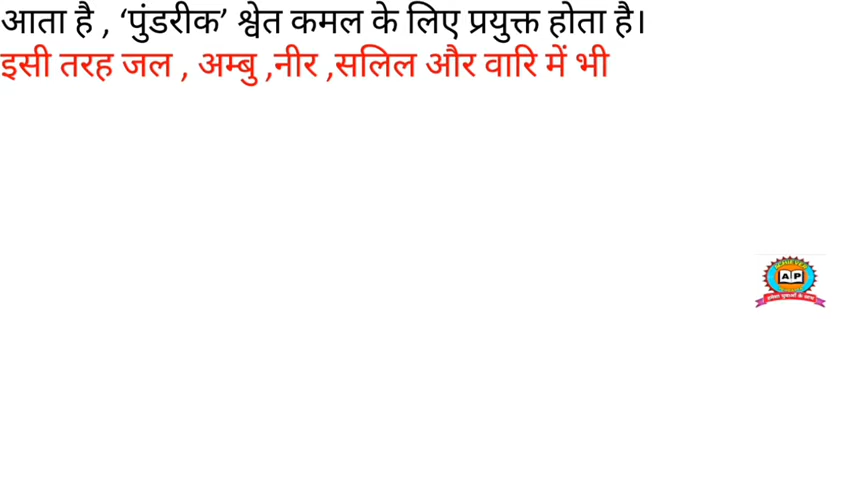 आता है , ‘पुंडरीक’ श्वेत कमल के लिए प्रयुक्त होता है।
इसी तरह जल , अम्बु ,नीर ,सलिल और वारि में भी
A P